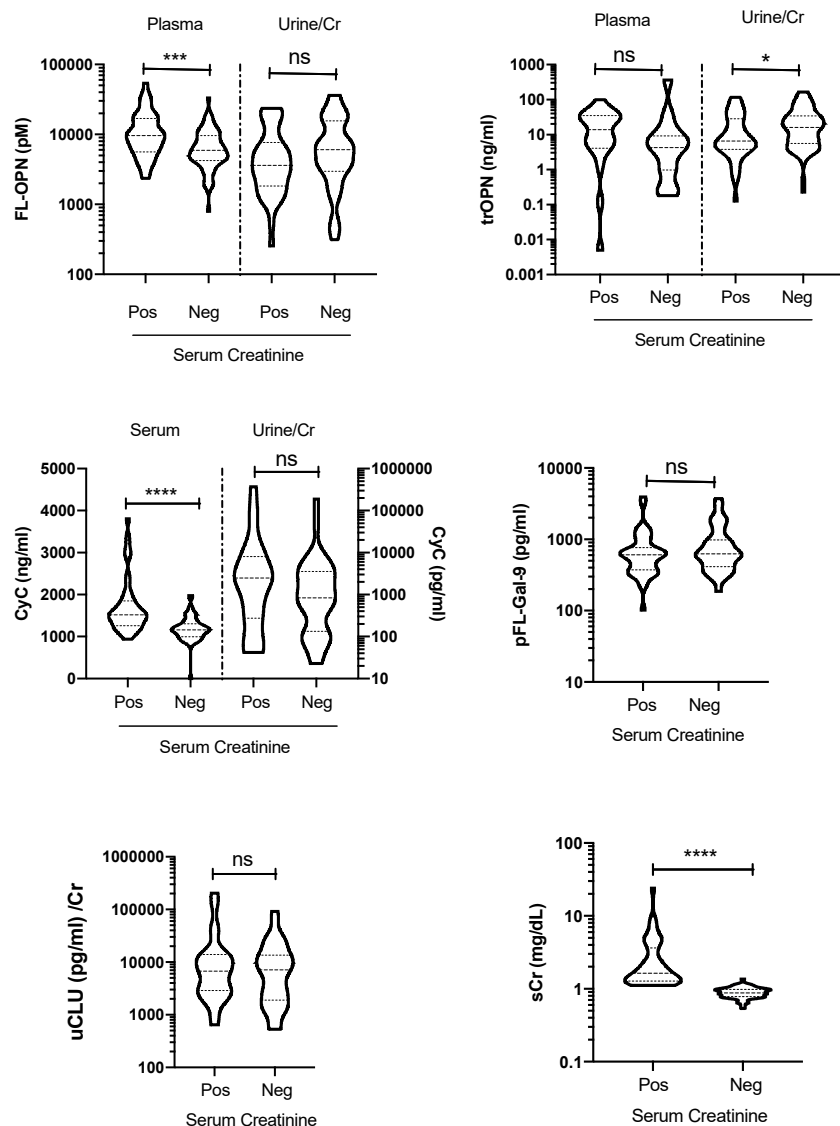 Plasma Urine/Cr
*** ns
FL-OPN (pM)
100000
10000
1000
100
Pos Neg Pos Neg
Serum Creatinine
Plasma Urine/Cr
ns *
trOPN (ng/ml)
1000
100
10
1
0.1
0.01
0.001
Pos Neg Pos Neg
Serum Creatinine
Serum Urine/Cr
**** ns
CyC (ng/ml)
5000
4000
3000
2000
1000
0
CyC (pg/ml)
1000000
100000
10000
1000
100
10
Pos Neg Pos Neg
Serum Creatinine
ns
pFL-Gal-9 (pg/ml)
10000
1000
100
10
Pos Neg
Serum Creatinine
ns
uCLU (pg/ml) /Cr
1000000
100000
10000
1000
100
Pos Neg
Serum Creatinine
****
sCr (mg/dL)
100
10
1
0.1
Pos Neg
Serum Creatinine